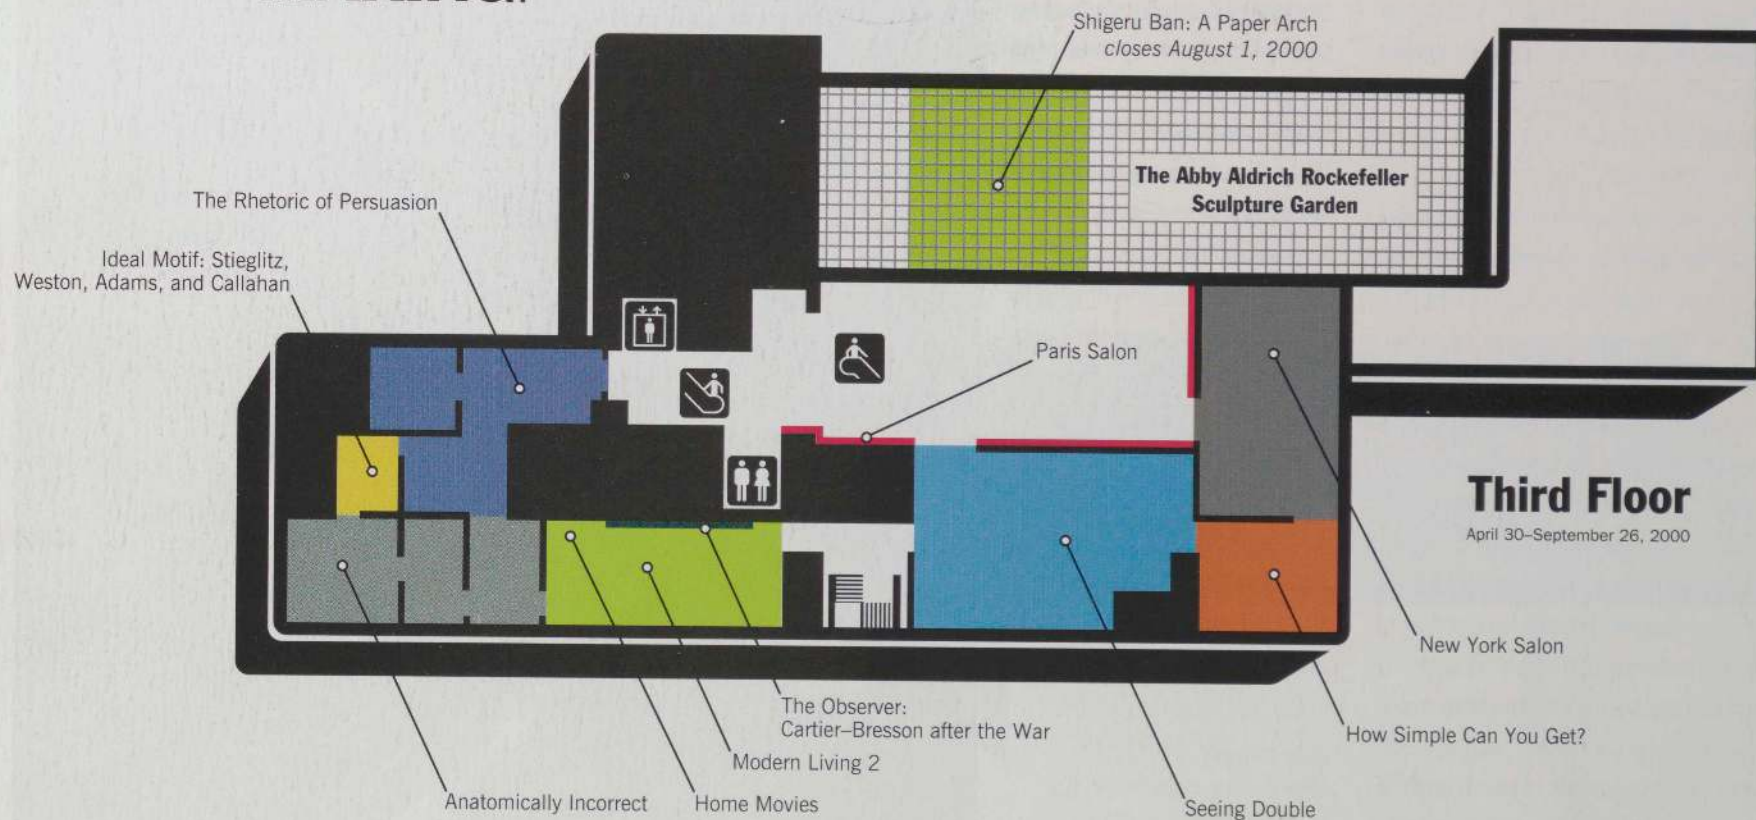 Shigeru Ban: A Paper Arch
closes August 1, 2000
The Abby Aldrich Rockefeller
Sculpture Garden
The Rhetoric of Persuasion
Ideal Motif: Stieglitz,
Weston, Adams, and Callahan
Paris Salon
Third Floor
April 30–September 26, 2000
New York Salon
The Observer:
Cartier–Bresson after the War
How Simple Can You Get?
Modern Living 2
Anatomically Incorrect
Home Movies
Seeing Double